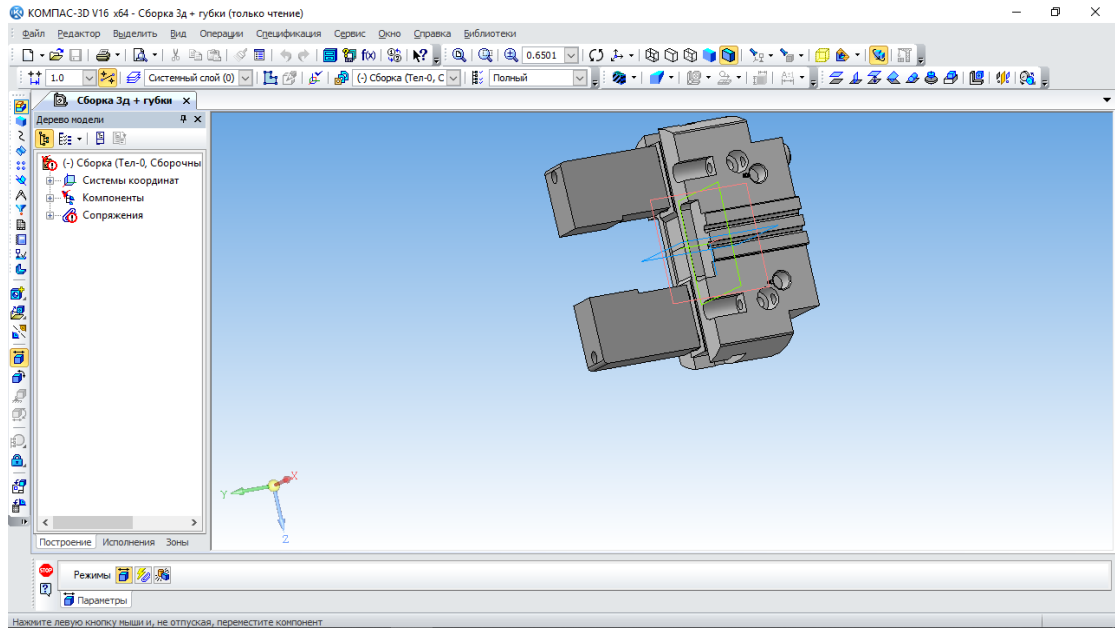 КОМПАС-3D V16 x64 - Сборка 3д + губки (только чтение)
Файл Редактор Выделить Вид Операции Спецификация Сервис Окно Справка Библиотеки
0.6501
1.0 Системный слой (0) (-) Сборка (Тел-0, С Полный
Сборка 3д + губки
Дерево модели
(-) Сборка (Тел-0, Сборочны
Системы координат
Компоненты
Сопряжения
X
Y
Z
Построение Исполнения Зоны
STOP
Режимы
Параметры
Нажмите левую кнопку мыши и, не отпуская, переместите компонент